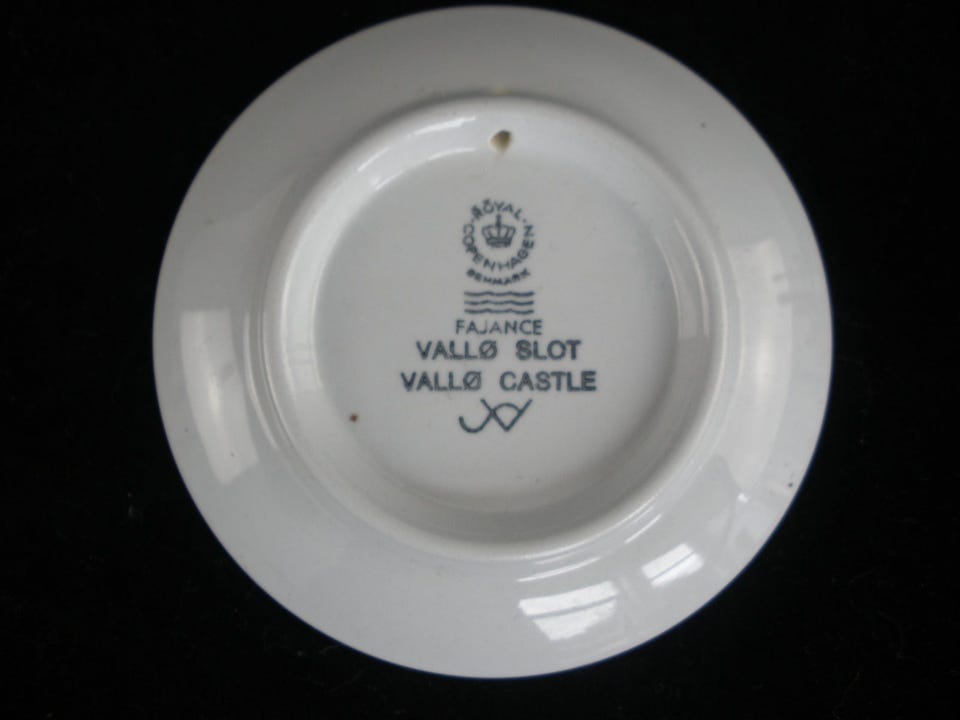 ROYAL
COPENHAGEN
DENMARK
FAJANCE
VALLØ SLOT
VALLØ CASTLE